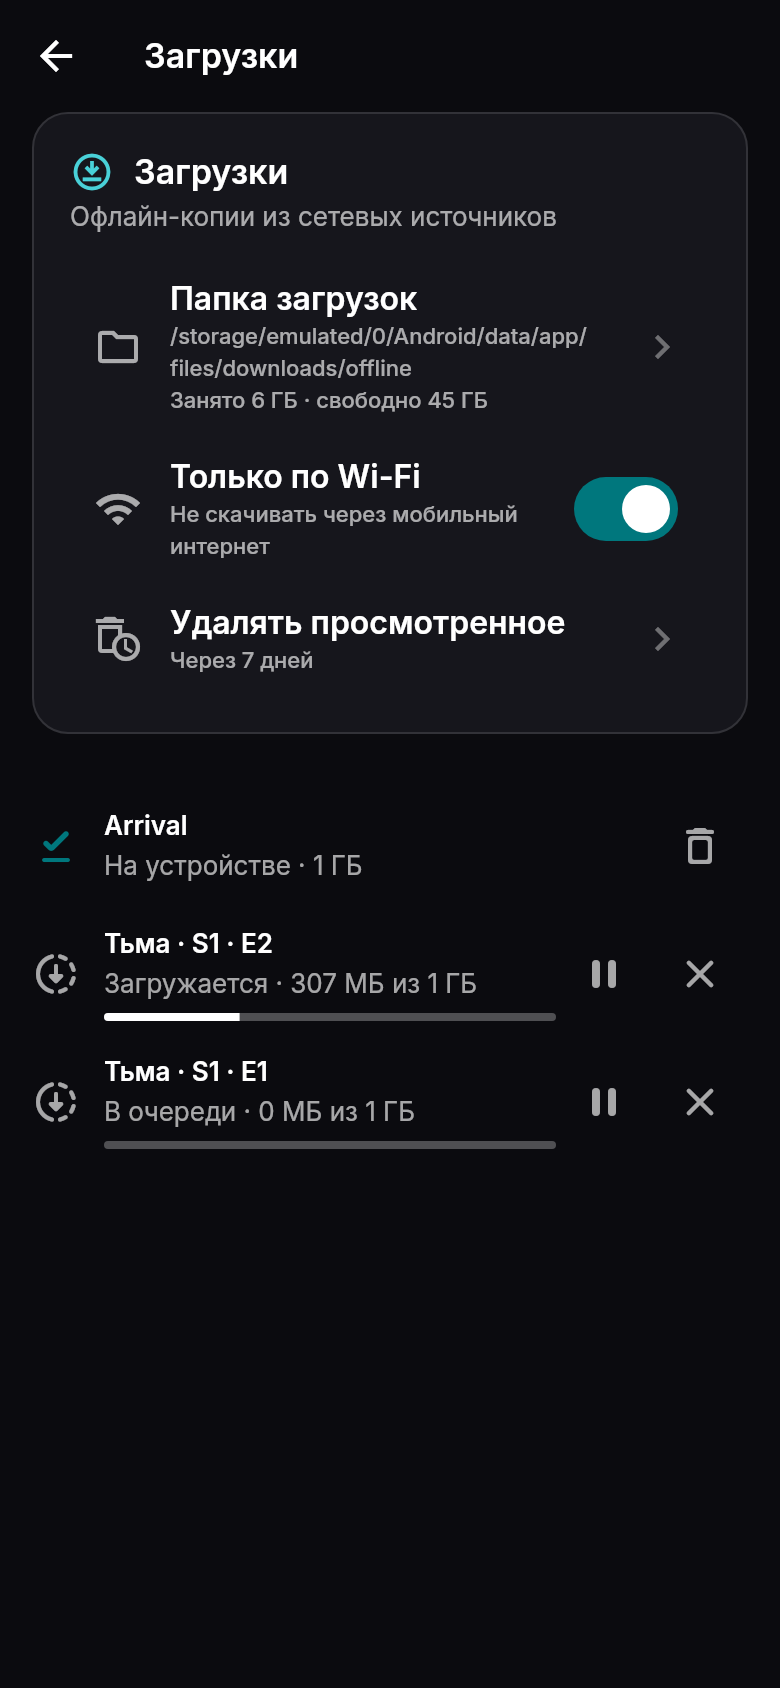 Загрузки
Загрузки
Офлайн-копии из сетевых источников
Папка загрузок
/storage/emulated/0/Android/data/app/
files/downloads/offline
Занято 6 ГБ · свободно 45 ГБ
Только по Wi-Fi
Не скачивать через мобильный
интернет
Удалять просмотренное
Через 7 дней
Arrival
На устройстве · 1 ГБ
Тьма · S1 · E2
Загружается · 307 МБ из 1 ГБ
Тьма · S1 · E1
В очереди · 0 МБ из 1 ГБ